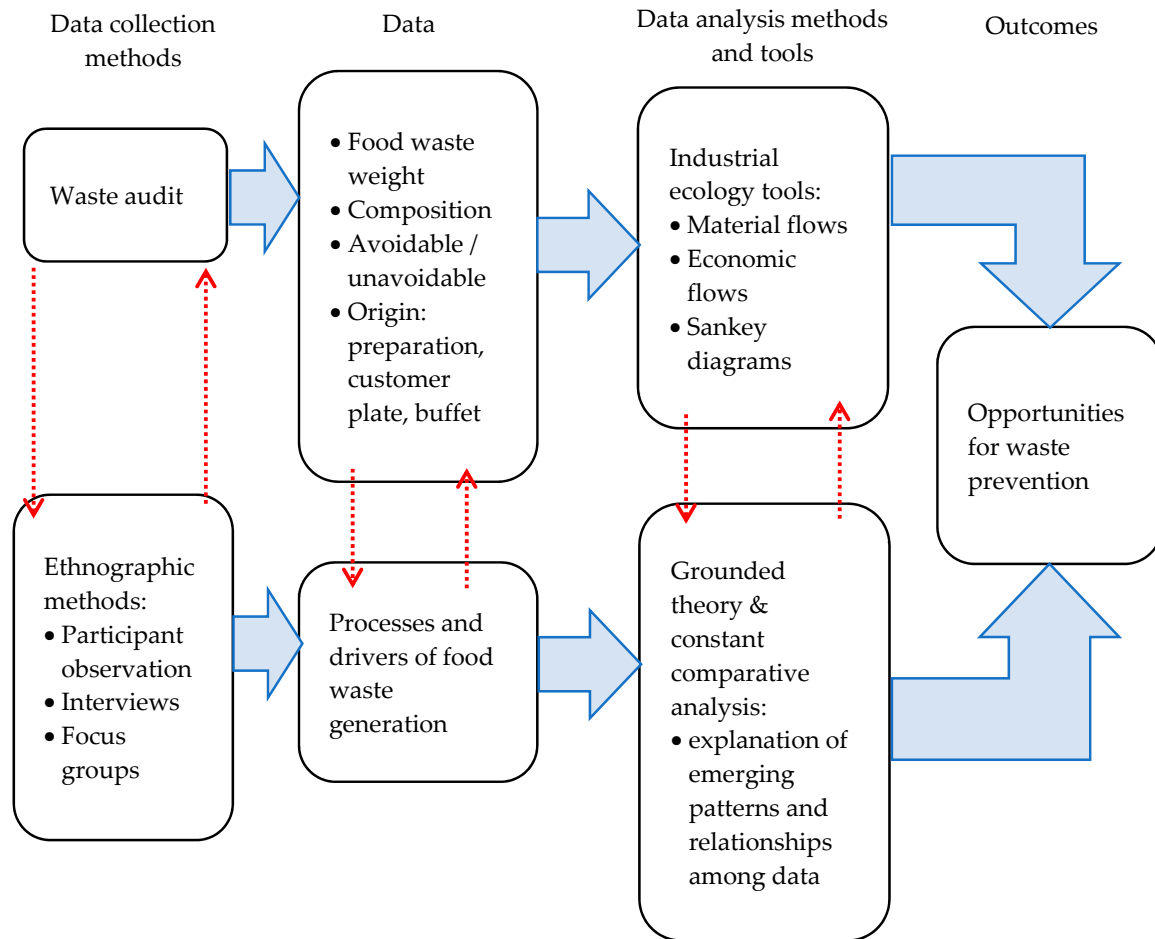 Data collection
methods
Data
Data analysis methods
and tools
Outcomes
Waste audit
• Food waste
weight
• Composition
• Avoidable /
unavoidable
• Origin:
preparation,
customer
plate, buffet
Industrial
ecology tools:
• Material flows
• Economic
flows
• Sankey
diagrams
Opportunities
for waste
prevention
Ethnographic
methods:
• Participant
observation
• Interviews
• Focus
groups
Processes and
drivers of food
waste
generation
Grounded
theory &
constant
comparative
analysis:
• explanation of
emerging
patterns and
relationships
among data